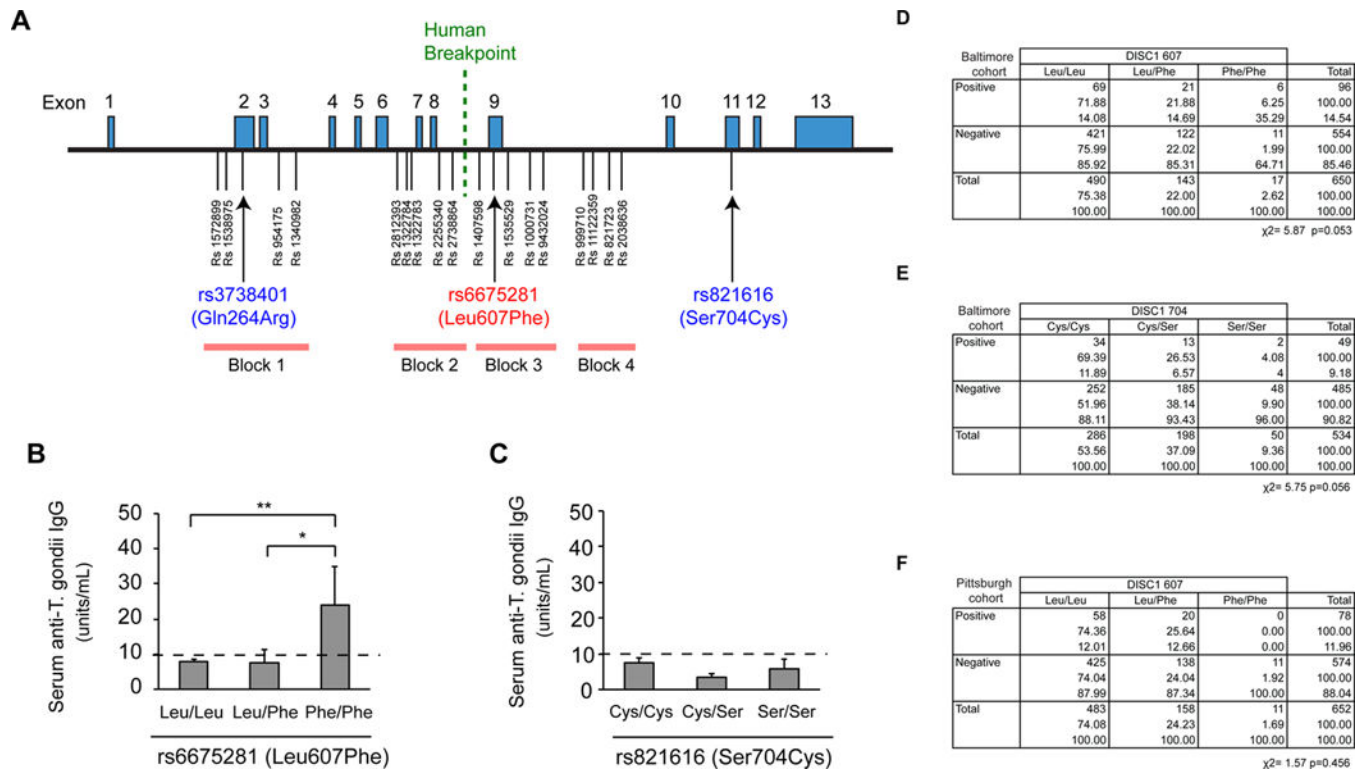 A
Human
Breakpoint
Exon 1 2 3 4 5 6 7 8 9 10 11 12 13
Rs 1572899
Rs 1538975
Rs 954175
Rs 1340982
Rs 2812393
Rs 1322784
Rs 1322783
Rs 2255340
Rs 2738864
Rs 1407598
Rs 1535529
Rs 1000731
Rs 9432024
Rs 999710
Rs 11122359
Rs 821723
Rs 2038636
rs3738401
(Gln264Arg)
rs6675281
(Leu607Phe)
rs821616
(Ser704Cys)
Block 1 Block 2 Block 3 Block 4
B
Serum anti-T. gondii IgG
(units/mL)
50
40
30
20
10
0
**
*
Leu/Leu Leu/Phe Phe/Phe
rs6675281 (Leu607Phe)
C
Serum anti-T. gondii IgG
(units/mL)
50
40
30
20
10
0
Cys/Cys Cys/Ser Ser/Ser
rs821616 (Ser704Cys)
D
Baltimore
cohort
DISC1 607
Leu/Leu Leu/Phe Phe/Phe Total
Positive 69 21 6 96
71.88 21.88 6.25 100.00
14.08 14.69 35.29 14.54
Negative 421 122 11 554
75.99 22.02 1.99 100.00
85.92 85.31 64.71 85.46
Total 490 143 17 650
75.38 22.00 2.62 100.00
100.00 100.00 100.00 100.00
χ2= 5.87 p=0.053
E
Baltimore
cohort
DISC1 704
Cys/Cys Cys/Ser Ser/Ser Total
Positive 34 13 2 49
69.39 26.53 4.08 100.00
11.89 6.57 4 9.18
Negative 252 185 48 485
51.96 38.14 9.90 100.00
88.11 93.43 96.00 90.82
Total 286 198 50 534
53.56 37.09 9.36 100.00
100.00 100.00 100.00 100.00
χ2= 5.75 p=0.056
F
Pittsburgh
cohort
DISC1 607
Leu/Leu Leu/Phe Phe/Phe Total
Positive 58 20 0 78
74.36 25.64 0.00 100.00
12.01 12.66 0.00 11.96
Negative 425 138 11 574
74.04 24.04 1.92 100.00
87.99 87.34 100.00 88.04
Total 483 158 11 652
74.08 24.23 1.69 100.00
100.00 100.00 100.00 100.00
χ2= 1.57 p=0.456